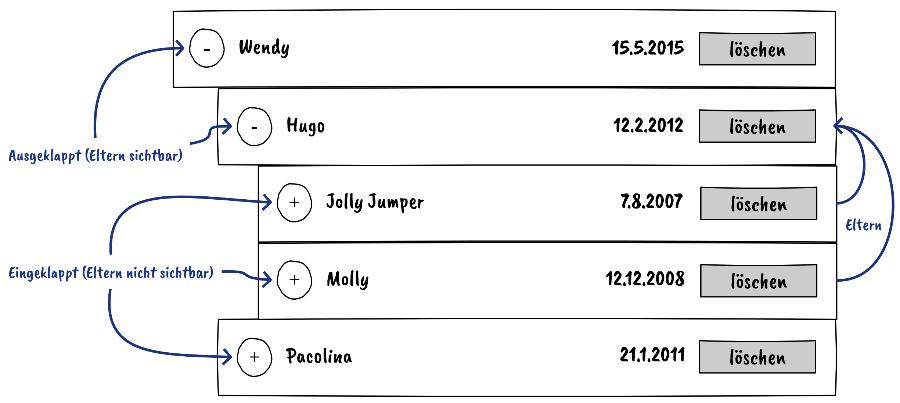 - Wendy 15.5.2015 löschen
- Hugo 12.2.2012 löschen
Ausgeklappt (Eltern sichtbar)
+ Jolly Jumper 7.8.2007 löschen
Eltern
Eingeklappt (Eltern nicht sichtbar)
+ Molly 12.12.2008 löschen
+ Pacolina 21.1.2011 löschen